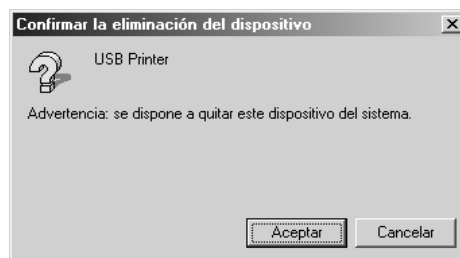 Confirmar la eliminación del dispositivo
USB Printer
Advertencia: se dispone a quitar este dispositivo del sistema.
Aceptar
Cancelar